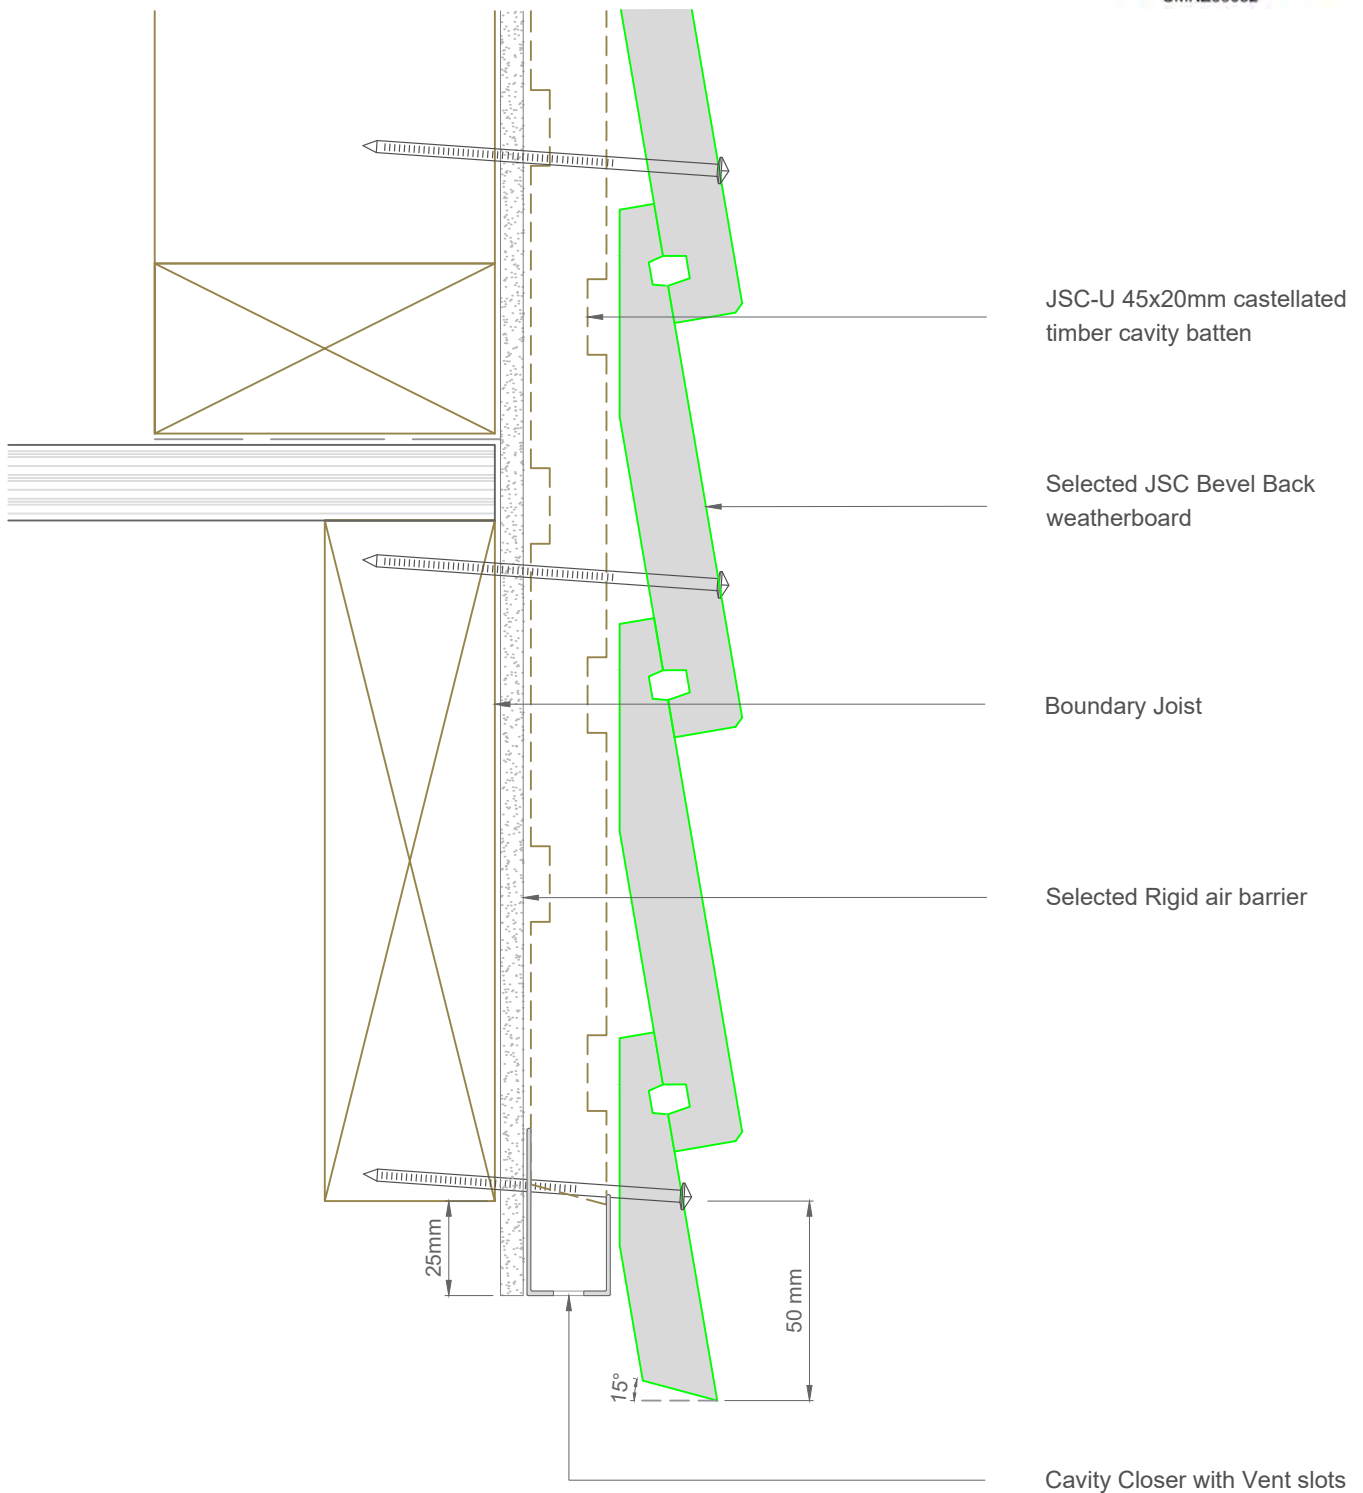 JSC-U 45x20mm castellated
timber cavity batten
Selected JSC Bevel Back
weatherboard
Boundary Joist
Selected Rigid air barrier
25mm
50 mm
15°
Cavity Closer with Vent slots